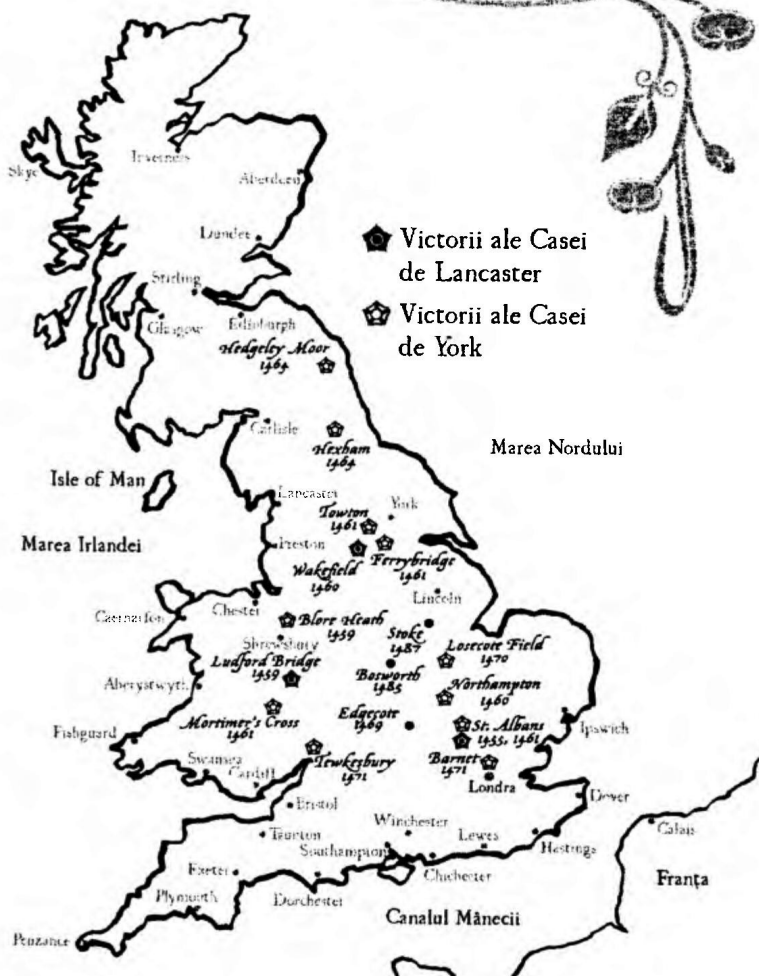 Skye
Inverness
Aberdeen
Dundee
Stirling
Glasgow
Edinburgh
Victorii ale Casei
de Lancaster
Victorii ale Casei
de York
Hedgeley Moor
1464
Carlisle
Hexham
1464
Marea Nordului
Isle of Man
Lancaster
York
Towton
1461
Marea Irlandei
Preston
Wakefield
1460
Ferrybridge
1461
Lincoln
Chester
Caernarfon
Blore Heath
1459
Stoke
1487
Shrewsbury
Losecote Field
1470
Ludford Bridge
1459
Bosworth
1485
Aberystwyth
Northampton
1460
Mortimer's Cross
1461
Edgecote
1469
St. Albans
1455, 1461
Ipswich
Fishguard
Swansea
Cardiff
Tewkesbury
1471
Barnet
1471
Londra
Bristol
Dover
Taunton
Winchester
Lewes
Hastings
Calais
Southampton
Chichester
Exeter
Plymouth
Dorchester
Franța
Canalul Mânecii
Penzance